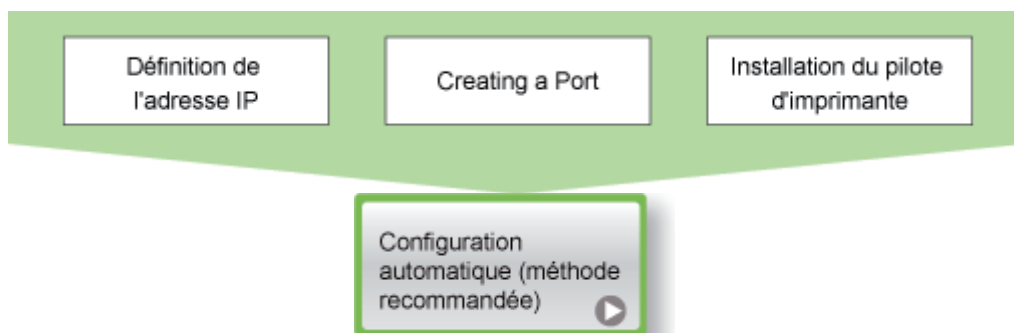 Définition de
l'adresse IP
Creating a Port
Installation du pilote
d'imprimante
Configuration
automatique (méthode
recommandée)